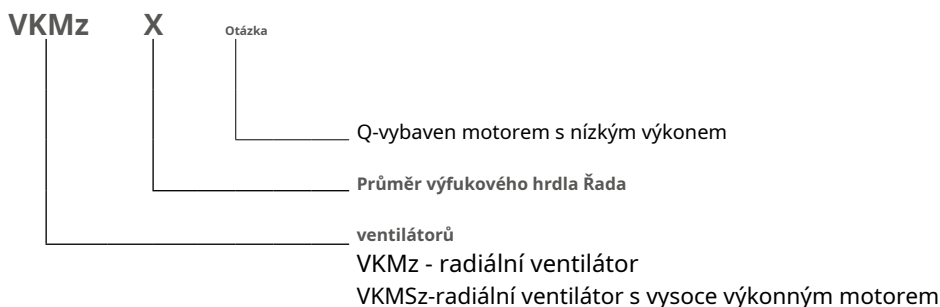 VKMz X Otázka
Q-vybaven motorem s nízkým výkonem
Průměr výfukového hrdla Řada
ventilátorů
VKMz - radiální ventilátor
VKMSz-radiální ventilátor s vysoce výkonným motorem